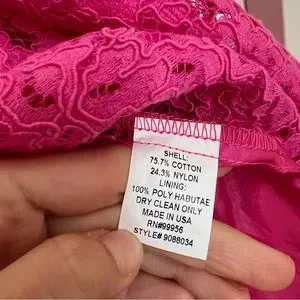 SHELL:
75.7% COTTON
24.3% NYLON
LINING:
100% POLY HABUTAE
DRY CLEAN ONLY
MADE IN USA
RN#99956
STYLE# 9088034